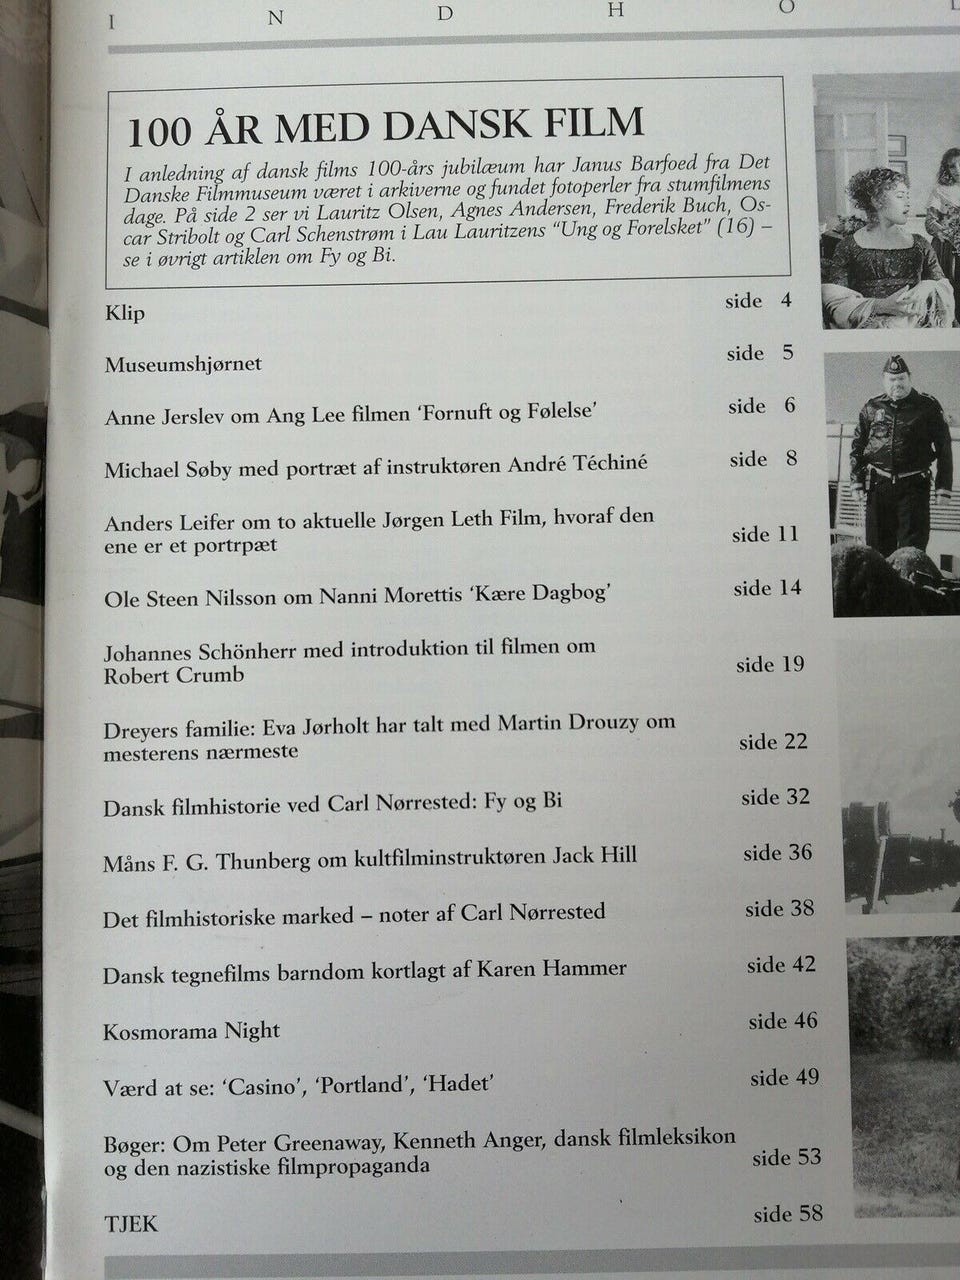 I N D H O L
100 ÅR MED DANSK FILM
I anledning af dansk films 100-års jubilæum har Janus Barfoed fra Det
Danske Filmmuseum været i arkiverne og fundet fotoperler fra stumfilmens
dage. På side 2 ser vi Lauritz Olsen, Agnes Andersen, Frederik Buch, Os-
car Stribolt og Carl Schenstrøm i Lau Lauritzens “Ung og Forelsket” (16) –
se i øvrigt artiklen om Fy og Bi.
Klip side 4
Museumshjørnet side 5
Anne Jerslev om Ang Lee filmen ‘Fornuft og Følelse’ side 6
Michael Søby med portræt af instruktøren André Téchiné side 8
Anders Leifer om to aktuelle Jørgen Leth Film, hvoraf den
ene er et portrpæt side 11
Ole Steen Nilsson om Nanni Morettis ‘Kære Dagbog’ side 14
Johannes Schönherr med introduktion til filmen om
Robert Crumb side 19
Dreyers familie: Eva Jørholt har talt med Martin Drouzy om
mesterens nærmeste side 22
Dansk filmhistorie ved Carl Nørrested: Fy og Bi side 32
Måns F. G. Thunberg om kultfilminstruktøren Jack Hill side 36
Det filmhistoriske marked – noter af Carl Nørrested side 38
Dansk tegnefilms barndom kortlagt af Karen Hammer side 42
Kosmorama Night side 46
Værd at se: ‘Casino’, ‘Portland’, ‘Hadet’ side 49
Bøger: Om Peter Greenaway, Kenneth Anger, dansk filmleksikon
og den nazistiske filmpropaganda side 53
TJEK side 58